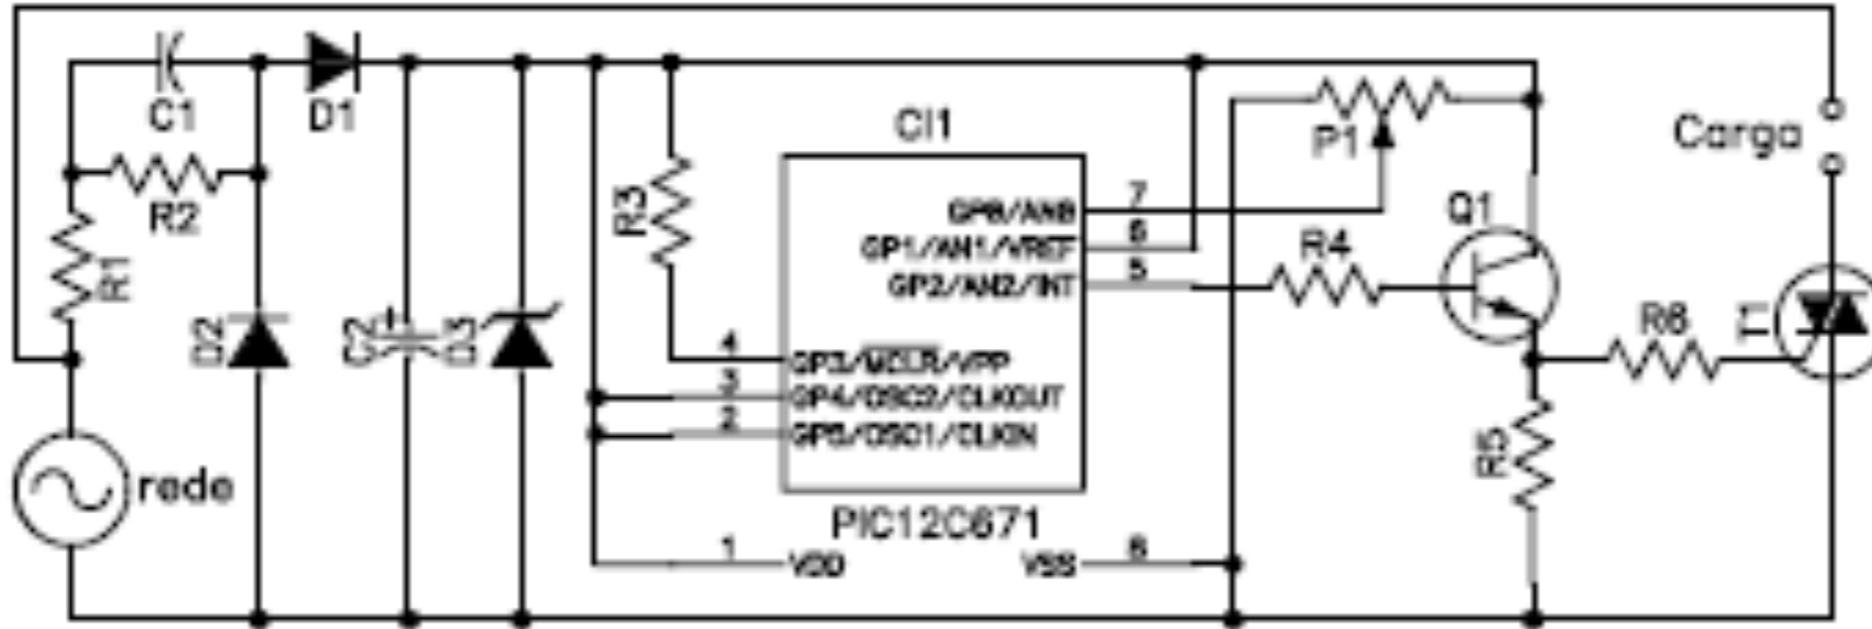 C1
D1
R2
R1
D2
C2
+
D3
rede
R3
CI1
GP0/AN0
7
GP1/AN1/VREF
6
GP2/AN2/INT
5
4
GP3/MCLR/VPP
3
GP4/OSC2/CLKOUT
2
GP5/OSC1/CLKIN
PIC12C671
1
VDD
VSS
8
P1
R4
Q1
R5
R6
T1
Carga